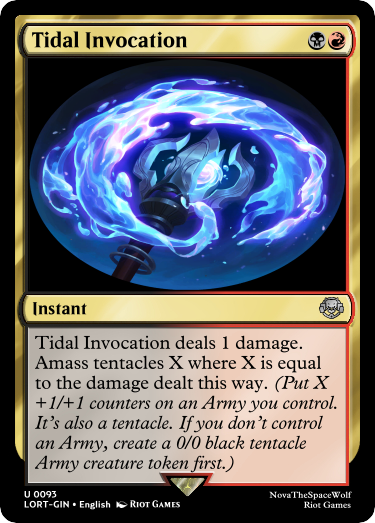 Tidal Invocation
Instant
Tidal Invocation deals 1 damage.
Amass tentacles X where X is equal
to the damage dealt this way. (Put X
+1/+1 counters on an Army you control.
It's also a tentacle. If you don't control
an Army, create a 0/0 black tentacle
Army creature token first.)
U 0093
LORT-GIN • English Riot Games
NovaTheSpaceWolf
Riot Games